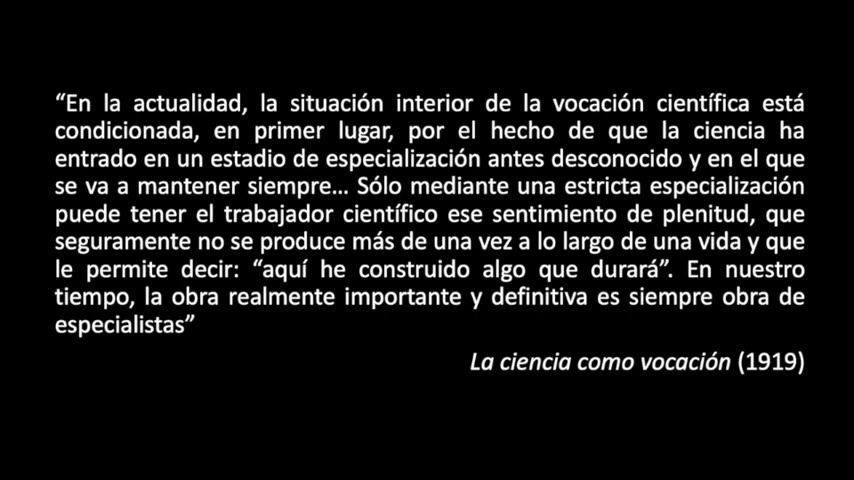 “En la actualidad, la situación interior de la vocación científica está
condicionada, en primer lugar, por el hecho de que la ciencia ha
entrado en un estadio de especialización antes desconocido y en el que
se va a mantener siempre... Sólo mediante una estricta especialización
puede tener el trabajador científico ese sentimiento de plenitud, que
seguramente no se produce más de una vez a lo largo de una vida y que
le permite decir: “aquí he construido algo que durará”. En nuestro
tiempo, la obra realmente importante y definitiva es siempre obra de
especialistas”
La ciencia como vocación (1919)